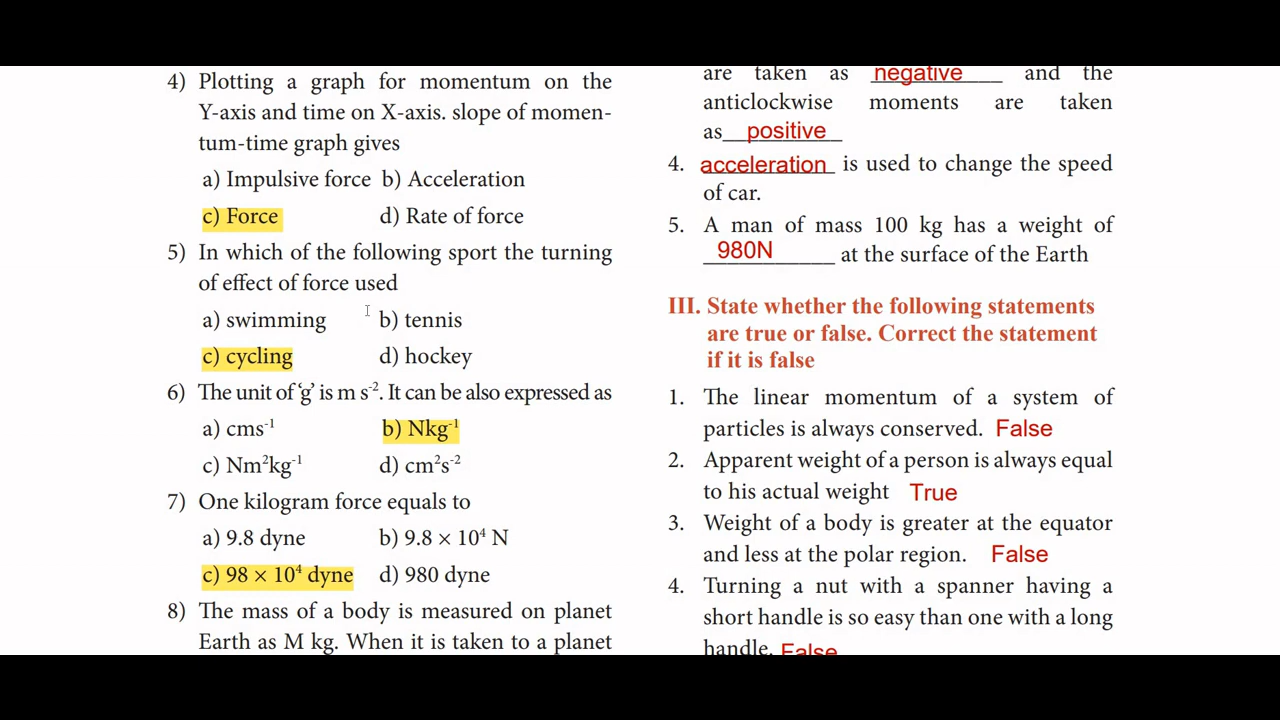 4) Plotting a graph for momentum on the
Y-axis and time on X-axis. slope of momen-
tum-time graph gives
a) Impulsive force b) Acceleration
c) Force d) Rate of force
5) In which of the following sport the turning
of effect of force used
a) swimming b) tennis
c) cycling d) hockey
6) The unit of ‘g’ is m s⁻². It can be also expressed as
a) cms⁻¹ b) Nkg⁻¹
c) Nm²kg⁻¹ d) cm²s⁻²
7) One kilogram force equals to
a) 9.8 dyne b) 9.8 × 10⁴ N
c) 98 × 10⁴ dyne d) 980 dyne
8) The mass of a body is measured on planet
Earth as M kg. When it is taken to a planet
are taken as negative and the
anticlockwise moments are taken
as positive
4. acceleration is used to change the speed
of car.
5. A man of mass 100 kg has a weight of
980N at the surface of the Earth
III. State whether the following statements
are true or false. Correct the statement
if it is false
1. The linear momentum of a system of
particles is always conserved. False
2. Apparent weight of a person is always equal
to his actual weight True
3. Weight of a body is greater at the equator
and less at the polar region. False
4. Turning a nut with a spanner having a
short handle is so easy than one with a long
handle. False